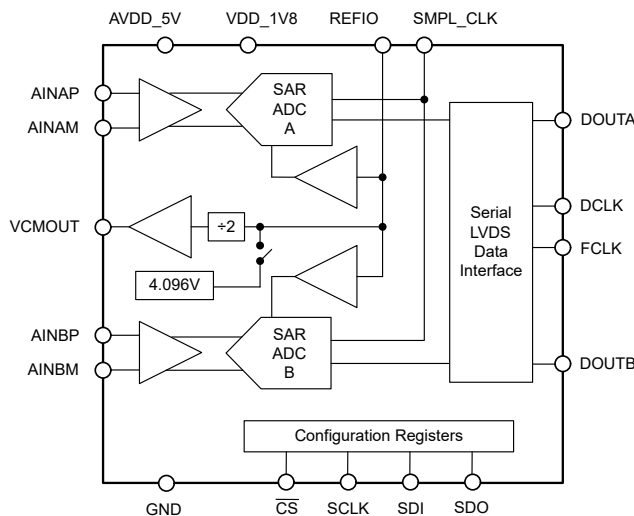 AVDD_5V
VDD_1V8
REFIO
SMPL_CLK
AINAP
AINAM
SAR
ADC
A
DOUTA
VCMOUT
÷2
4.096V
Serial
LVDS
Data
Interface
DCLK
FCLK
AINBP
AINBM
SAR
ADC
B
DOUTB
Configuration Registers
GND
C̅S̅
SCLK
SDI
SDO